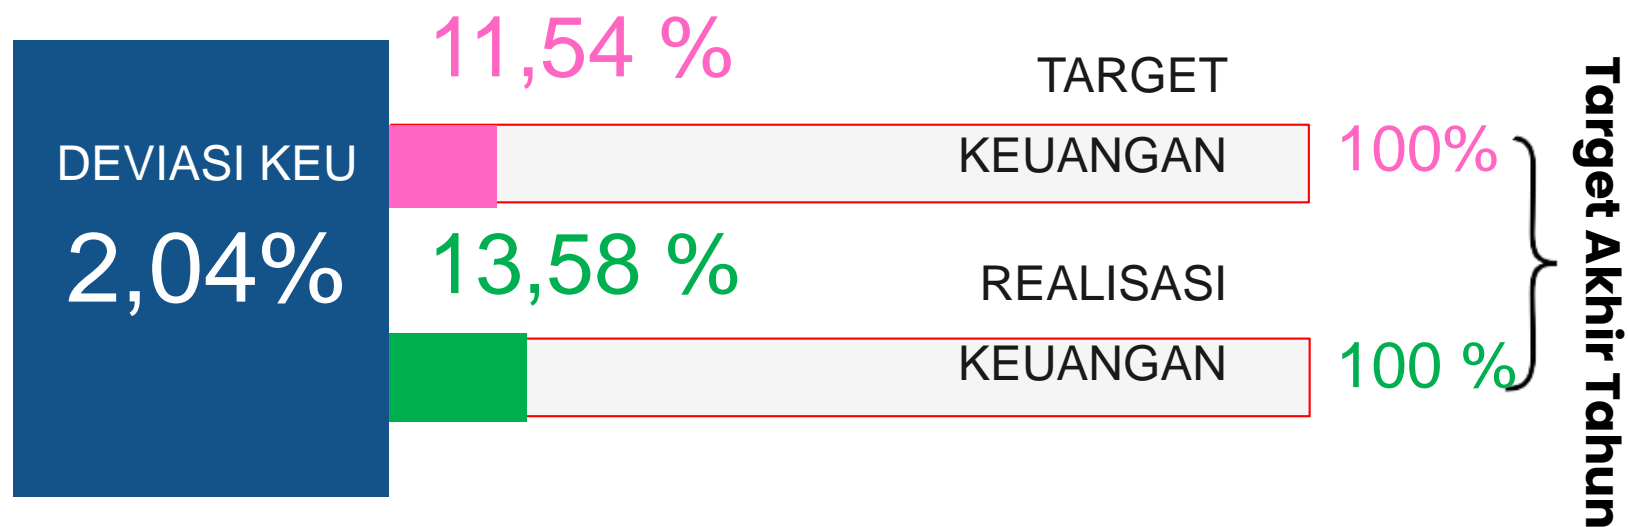 DEVIASI KEU
2,04%
11,54 %
TARGET
KEUANGAN
100%
13,58 %
REALISASI
KEUANGAN
100 %
Target Akhir Tahun